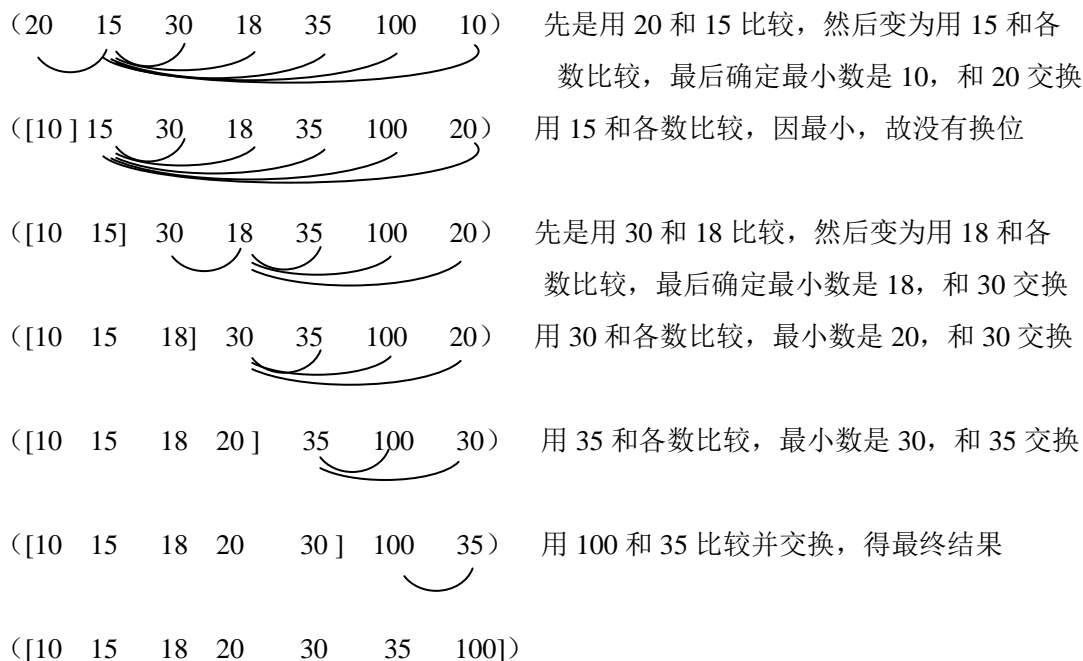 （20 15 30 18 35 100 10） 先是用 20 和 15 比较，然后变为用 15 和各
数比较，最后确定最小数是 10，和 20 交换
（[10 ] 15 30 18 35 100 20） 用 15 和各数比较，因最小，故没有换位
（[10 15] 30 18 35 100 20） 先是用 30 和 18 比较，然后变为用 18 和各
数比较，最后确定最小数是 18，和 30 交换
（[10 15 18] 30 35 100 20） 用 30 和各数比较，最小数是 20，和 30 交换
（[10 15 18 20 ] 35 100 30） 用 35 和各数比较，最小数是 30，和 35 交换
（[10 15 18 20 30 ] 100 35） 用 100 和 35 比较并交换，得最终结果
（[10 15 18 20 30 35 100]）